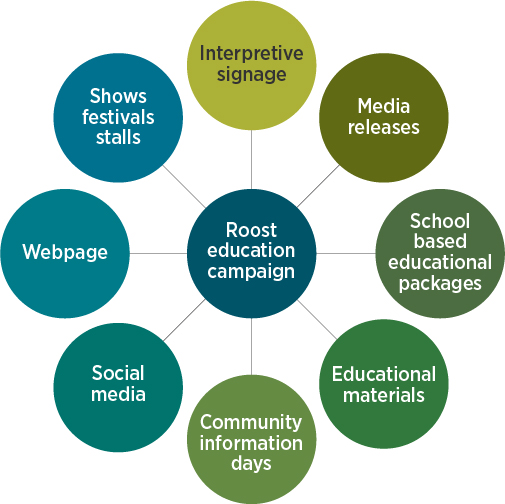 Interpretive
signage
Media
releases
School
based
educational
packages
Educational
materials
Community
information
days
Social
media
Webpage
Shows
festivals
stalls
Roost
education
campaign